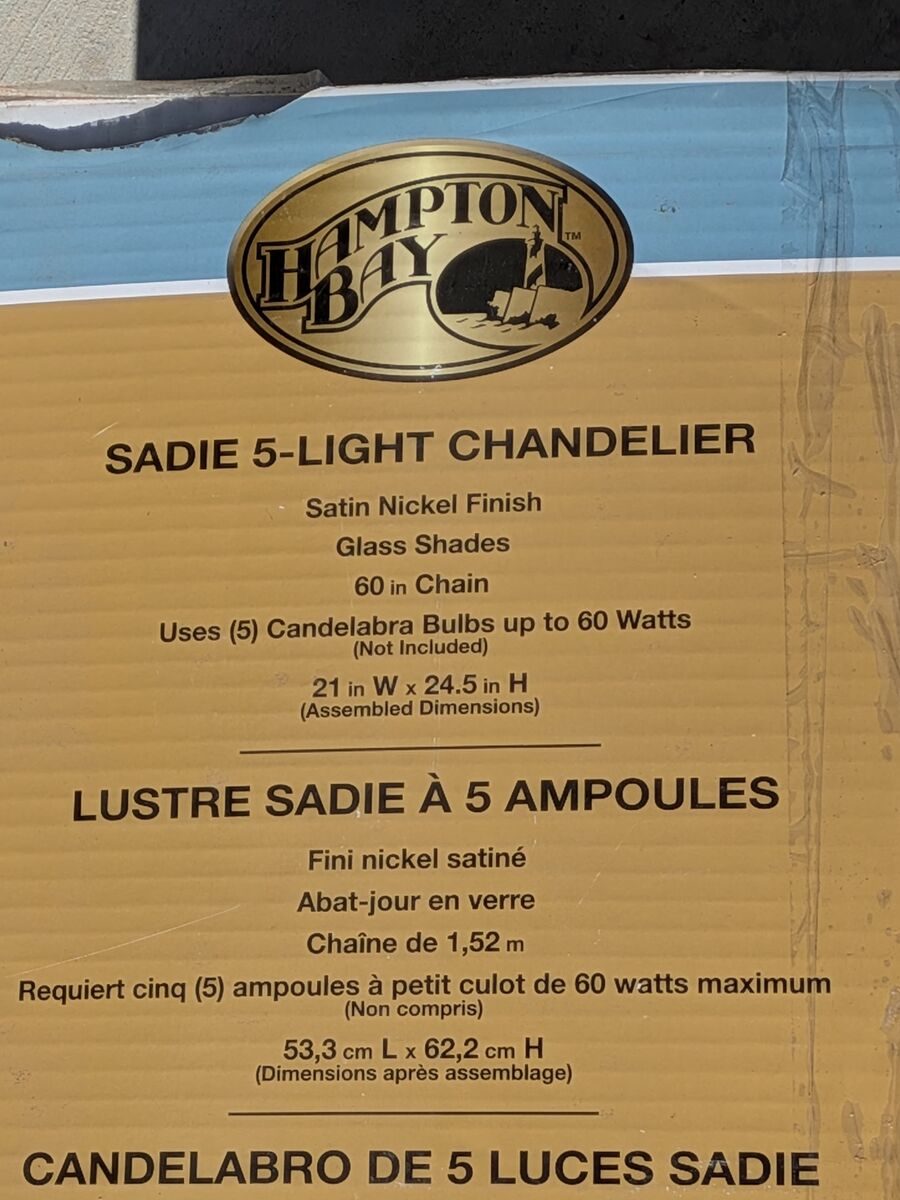 HAMPTON
BAY
TM
SADIE 5-LIGHT CHANDELIER
Satin Nickel Finish
Glass Shades
60 in Chain
Uses (5) Candelabra Bulbs up to 60 Watts
(Not Included)
21 in W x 24.5 in H
(Assembled Dimensions)
LUSTRE SADIE À 5 AMPOULES
Fini nickel satiné
Abat-jour en verre
Chaîne de 1,52 m
Requiert cinq (5) ampoules à petit culot de 60 watts maximum
(Non compris)
53,3 cm L x 62,2 cm H
(Dimensions après assemblage)
CANDELABRO DE 5 LUCES SADIE